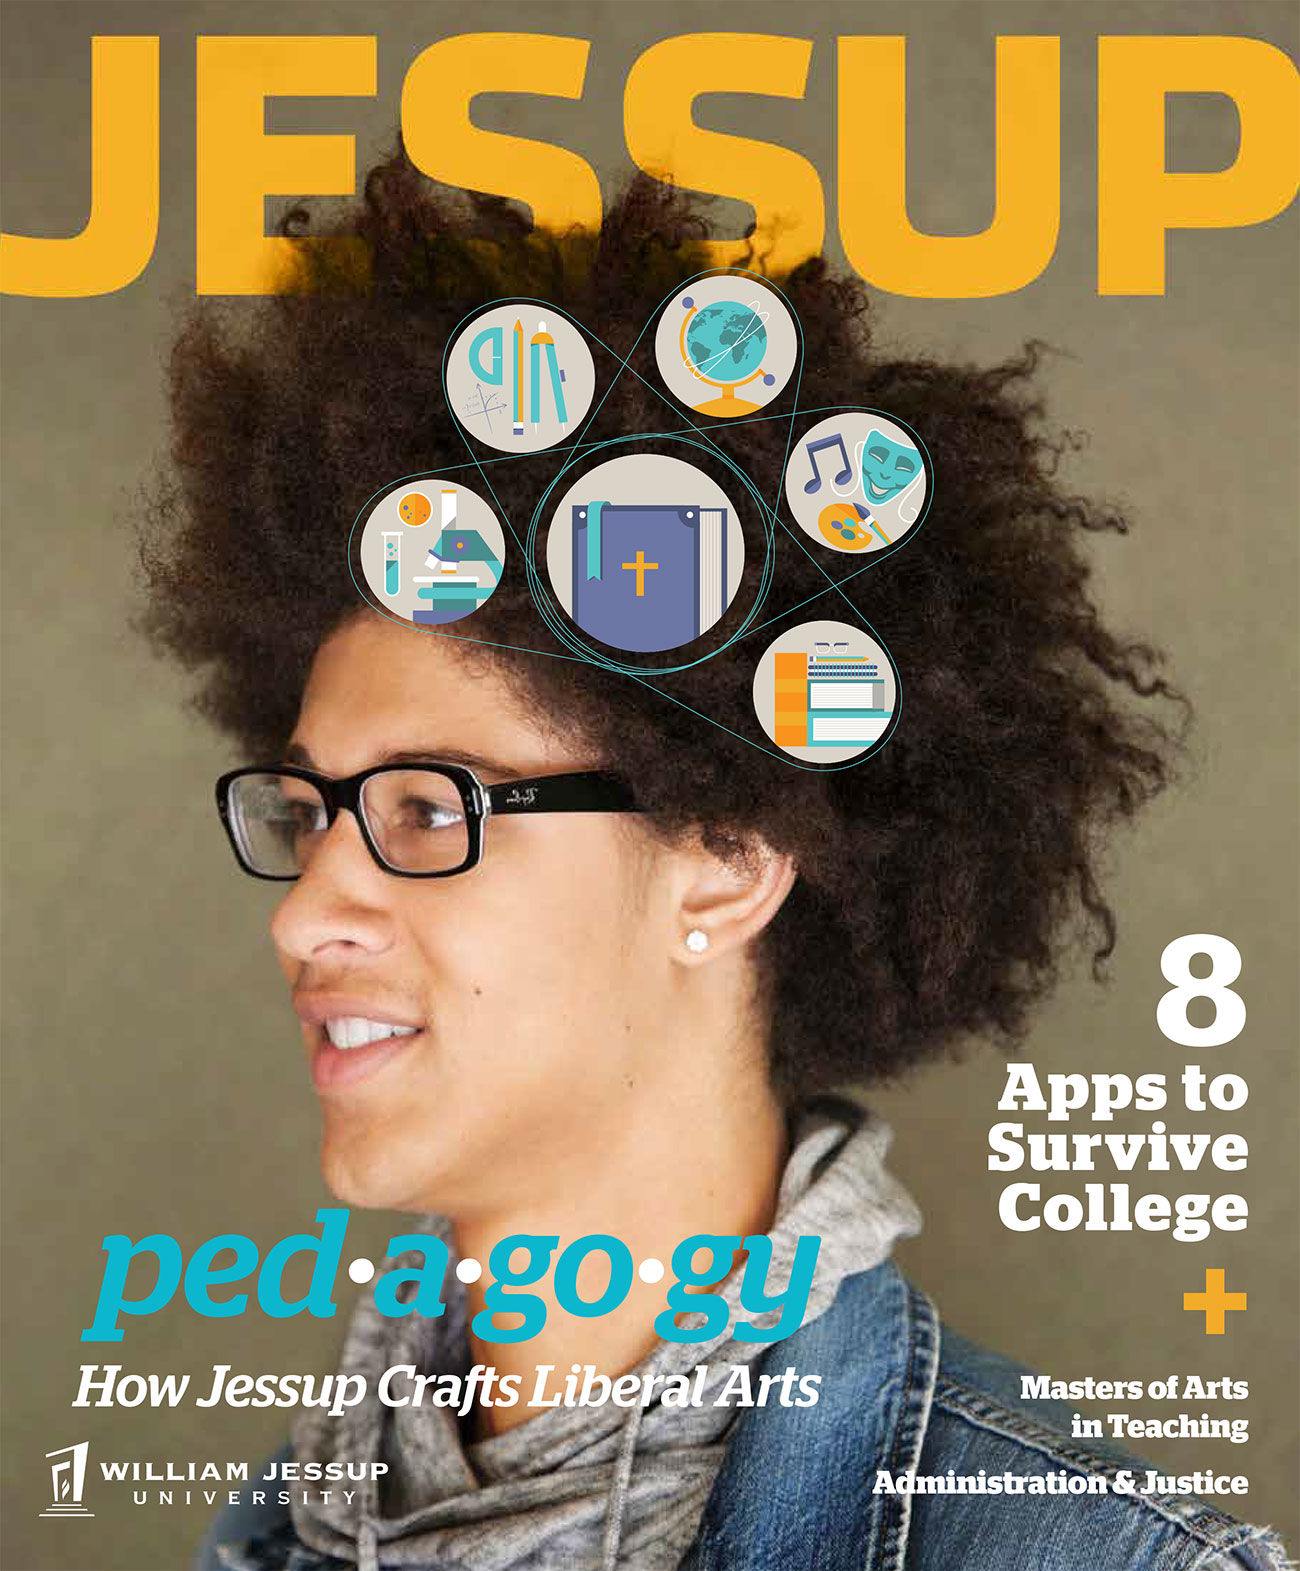 JESSUP
8
Apps to
Survive
College
+
ped•a•go•gy
How Jessup Crafts Liberal Arts
Masters of Arts
in Teaching
Administration & Justice
WILLIAM JESSUP
UNIVERSITY